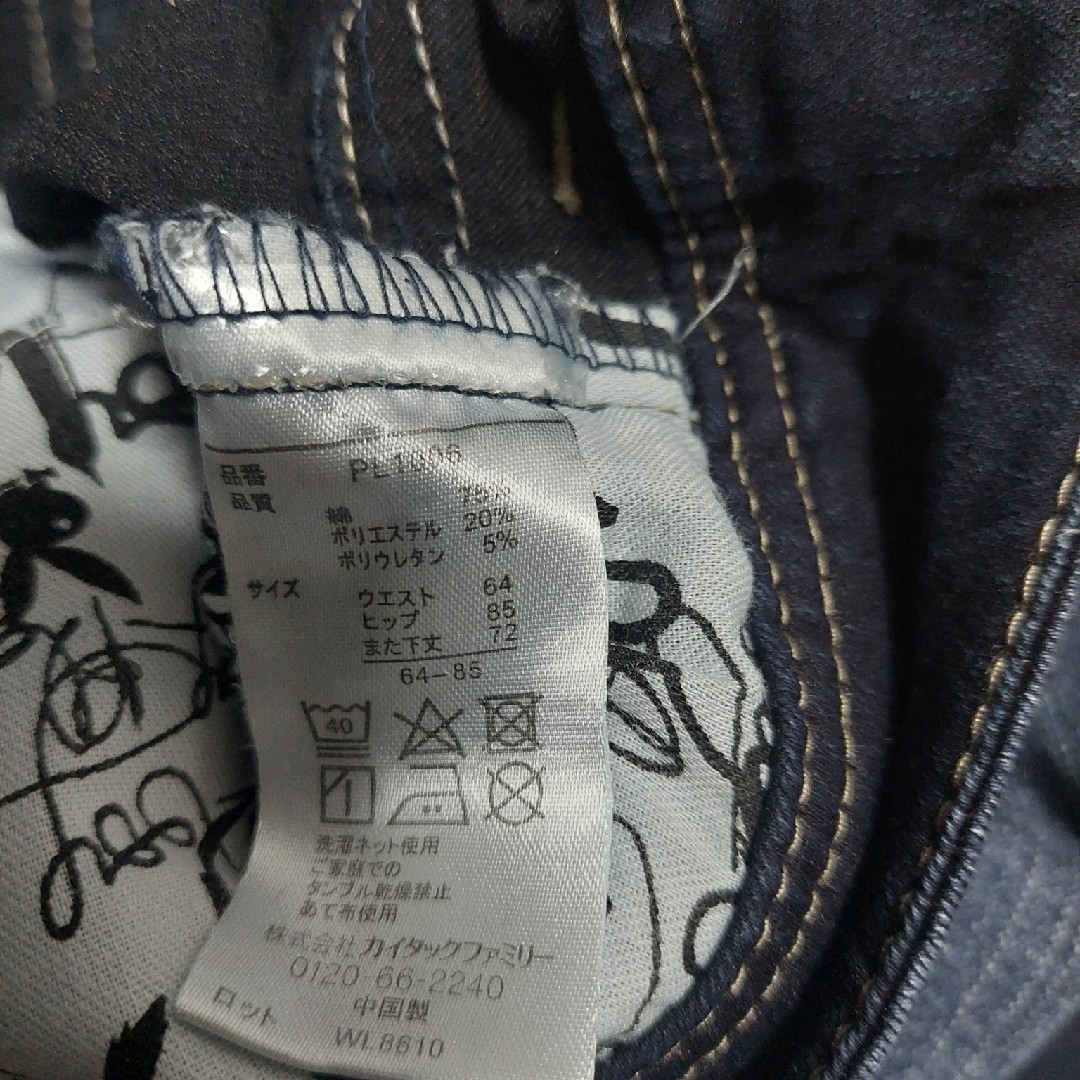 品番 PL1006
品質
綿 75%
ポリエステル 20%
ポリウレタン 5%
サイズ
ウエスト 64
ヒップ 85
また下丈 72
64-85
40
洗濯ネット使用
ご家庭での
タンブル乾燥禁止
あて布使用
株式会社カイタックファミリー
0120-66-2240
中国製
ロット WL8610